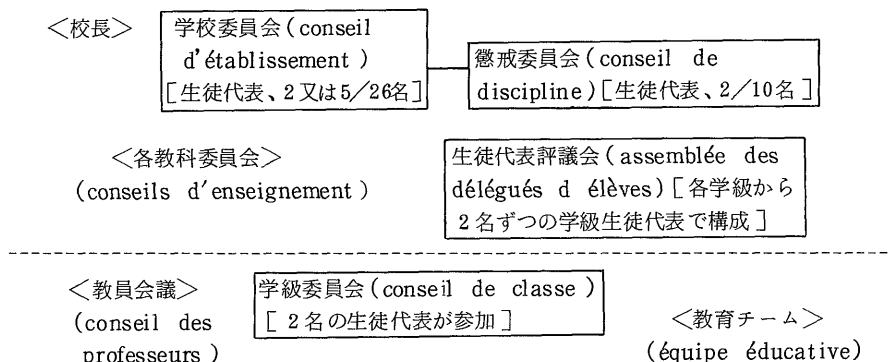 ＜校長＞
学校委員会(conseil
d'établissement)
[生徒代表、2又は5/26名]
懲戒委員会(conseil de
discipline)[生徒代表、2／10名]
＜各教科委員会＞
(conseils d'enseignement)
生徒代表評議会(assemblée des
délégués d élèves)[各学級から
2名ずつの学級生徒代表で構成]
＜教員会議＞
(conseil des
professeurs)
学級委員会(conseil de classe)
[2名の生徒代表が参加]
＜教育チーム＞
(équipe éducative)